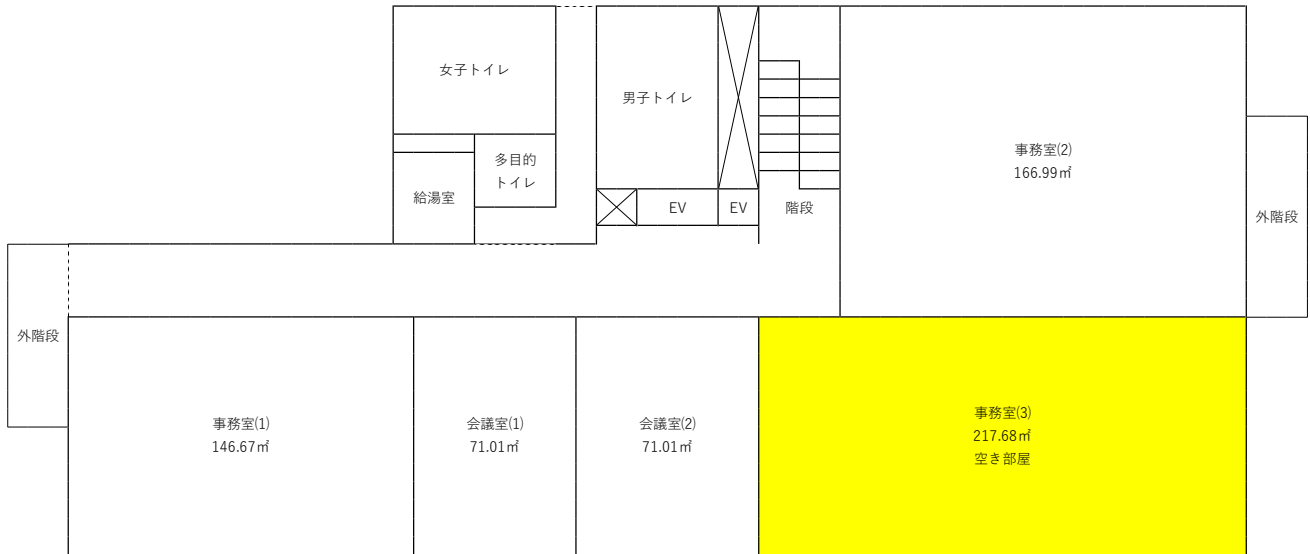 女子トイレ
男子トイレ
多目的
トイレ
給湯室
EV
EV
階段
事務室(2)
166.99㎡
外階段
外階段
事務室(1)
146.67㎡
会議室(1)
71.01㎡
会議室(2)
71.01㎡
事務室(3)
217.68㎡
空き部屋